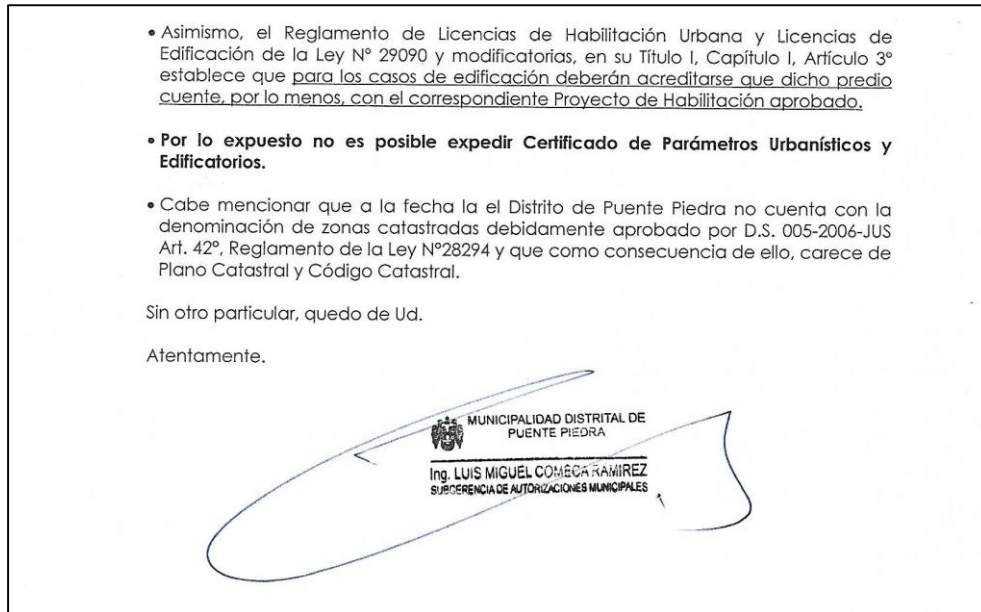 • Asimismo, el Reglamento de Licencias de Habilitación Urbana y Licencias de
Edificación de la Ley Nº 29090 y modificatorias, en su Título I, Capítulo I, Artículo 3º
establece que para los casos de edificación deberán acreditarse que dicho predio
cuente, por lo menos, con el correspondiente Proyecto de Habilitación aprobado.
• Por lo expuesto no es posible expedir Certificado de Parámetros Urbanísticos y
Edificatorios.
• Cabe mencionar que a la fecha la el Distrito de Puente Piedra no cuenta con la
denominación de zonas catastradas debidamente aprobado por D.S. 005-2006-JUS
Art. 42º, Reglamento de la Ley Nº28294 y que como consecuencia de ello, carece de
Plano Catastral y Código Catastral.
Sin otro particular, quedo de Ud.
Atentamente.
MUNICIPALIDAD DISTRITAL DE
PUENTE PIEDRA
Ing. LUIS MIGUEL COMECA RAMIREZ
SUBGERENCIA DE AUTORIZACIONES MUNICIPALES